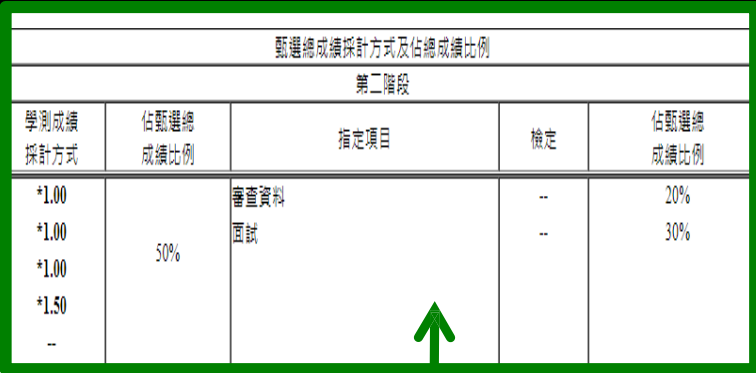 甄選總成績採計方式及佔總成績比例
第二階段
學測成績 佔甄選總 指定項目 檢定 佔甄選總
採計方式 成績比例 成績比例
*1.00 審查資料 -- 20%
*1.00 面試 -- 30%
50%
*1.00
*1.50
--